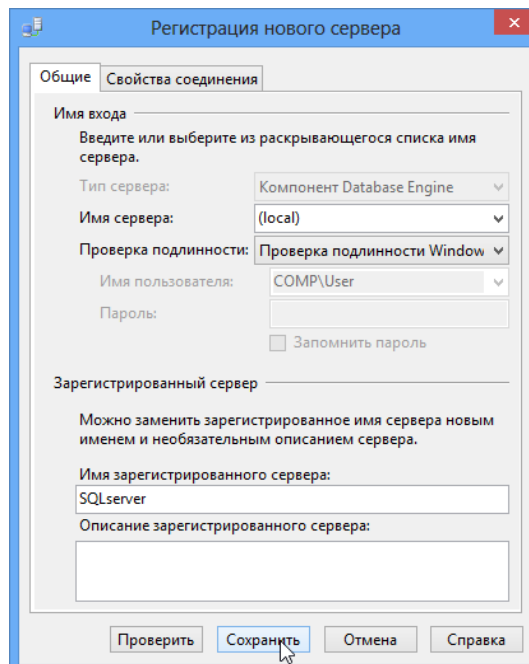 Регистрация нового сервера
Общие
Свойства соединения
Имя входа
Введите или выберите из раскрывающегося списка имя
сервера.
Тип сервера: Компонент Database Engine
Имя сервера: (local)
Проверка подлинности: Проверка подлинности Window
Имя пользователя: COMP\User
Пароль:
Запомнить пароль
Зарегистрированный сервер
Можно заменить зарегистрированное имя сервера новым
именем и необязательным описанием сервера.
Имя зарегистрированного сервера:
SQLserver
Описание зарегистрированного сервера:
Проверить Сохранить Отмена Справка